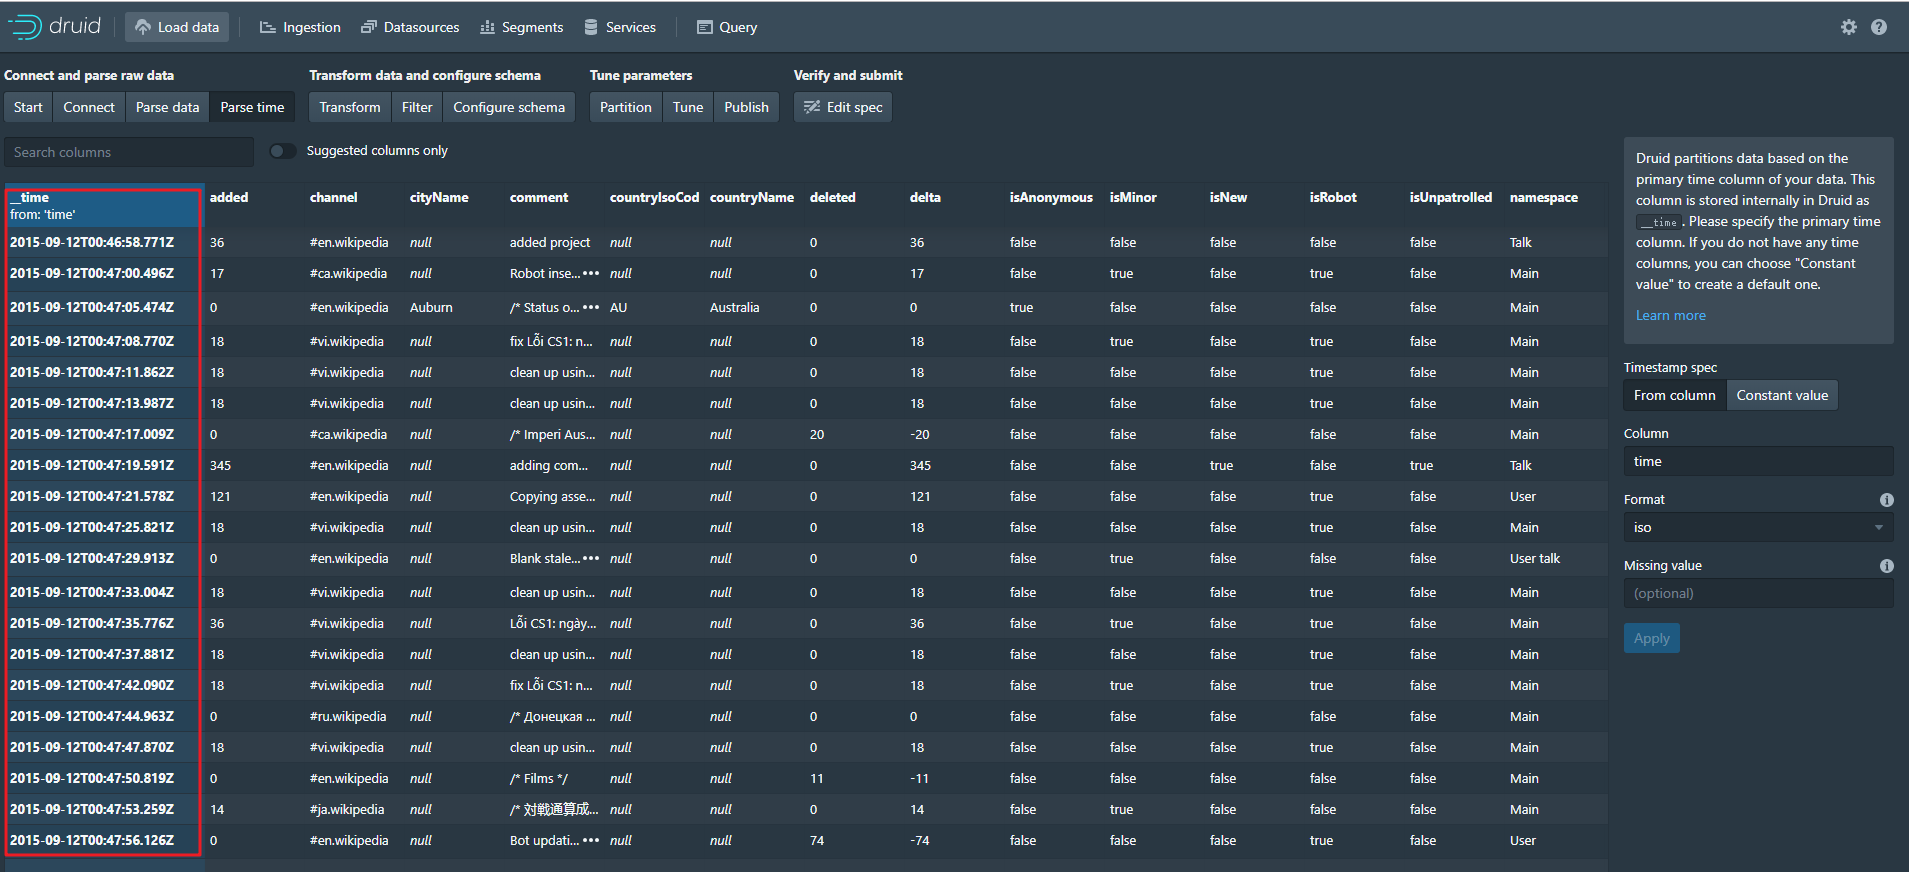 druid Load data Ingestion Datasources Segments Services Query
Connect and parse raw data Transform data and configure schema Tune parameters Verify and submit
Start Connect Parse data Parse time Transform Filter Configure schema Partition Tune Publish Edit spec
Search columns Suggested columns only
__time added channel cityName comment countryIsoCod countryName deleted delta isAnonymous isMinor isNew isRobot isUnpatrolled namespace
from: 'time'
2015-09-12T00:46:58.771Z 36 #en.wikipedia null added project null null 0 36 false false false false false Talk
2015-09-12T00:47:00.496Z 17 #ca.wikipedia null Robot inse...••• null null 0 17 false true false true false Main
2015-09-12T00:47:05.474Z 0 #en.wikipedia Auburn /* Status o... ••• AU Australia 0 0 true false false false false Main
2015-09-12T00:47:08.770Z 18 #vi.wikipedia null fix Lỗi CS1: n... null null 0 18 false true false true false Main
2015-09-12T00:47:11.862Z 18 #vi.wikipedia null clean up usin... null null 0 18 false false false true false Main
2015-09-12T00:47:13.987Z 18 #vi.wikipedia null clean up usin... null null 0 18 false false false true false Main
2015-09-12T00:47:17.009Z 0 #ca.wikipedia null /* Imperi Aus... null null 20 -20 false false false false false Main
2015-09-12T00:47:19.591Z 345 #en.wikipedia null adding com... null null 0 345 false false true false true Talk
2015-09-12T00:47:21.578Z 121 #en.wikipedia null Copying asse... null null 0 121 false false false true false User
2015-09-12T00:47:25.821Z 18 #vi.wikipedia null clean up usin... null null 0 18 false false false true false Main
2015-09-12T00:47:29.913Z 0 #en.wikipedia null Blank stale... ••• null null 0 0 false true false false false User talk
2015-09-12T00:47:33.004Z 18 #vi.wikipedia null clean up usin... null null 0 18 false false false true false Main
2015-09-12T00:47:35.776Z 36 #vi.wikipedia null Lỗi CS1: ngày... null null 0 36 false true false true false Main
2015-09-12T00:47:37.881Z 18 #vi.wikipedia null clean up usin... null null 0 18 false false false true false Main
2015-09-12T00:47:42.090Z 18 #vi.wikipedia null fix Lỗi CS1: n... null null 0 18 false true false true false Main
2015-09-12T00:47:44.963Z 0 #ru.wikipedia null /* Донецкая ... null null 0 0 false false false false false Main
2015-09-12T00:47:47.870Z 18 #vi.wikipedia null clean up usin... null null 0 18 false false false true false Main
2015-09-12T00:47:50.819Z 0 #en.wikipedia null /* Films */ null null 11 -11 false false false false false Main
2015-09-12T00:47:53.259Z 14 #ja.wikipedia null /* 対戦通算成... null null 0 14 false true false false false Main
2015-09-12T00:47:56.126Z 0 #en.wikipedia null Bot updati... ••• null null 74 -74 false false false true false User
Druid partitions data based on the
primary time column of your data. This
column is stored internally in Druid as
__time . Please specify the primary time
column. If you do not have any time
columns, you can choose "Constant
value" to create a default one.
Learn more
Timestamp spec
From column Constant value
Column
time
Format
iso
Missing value
(optional)
Apply